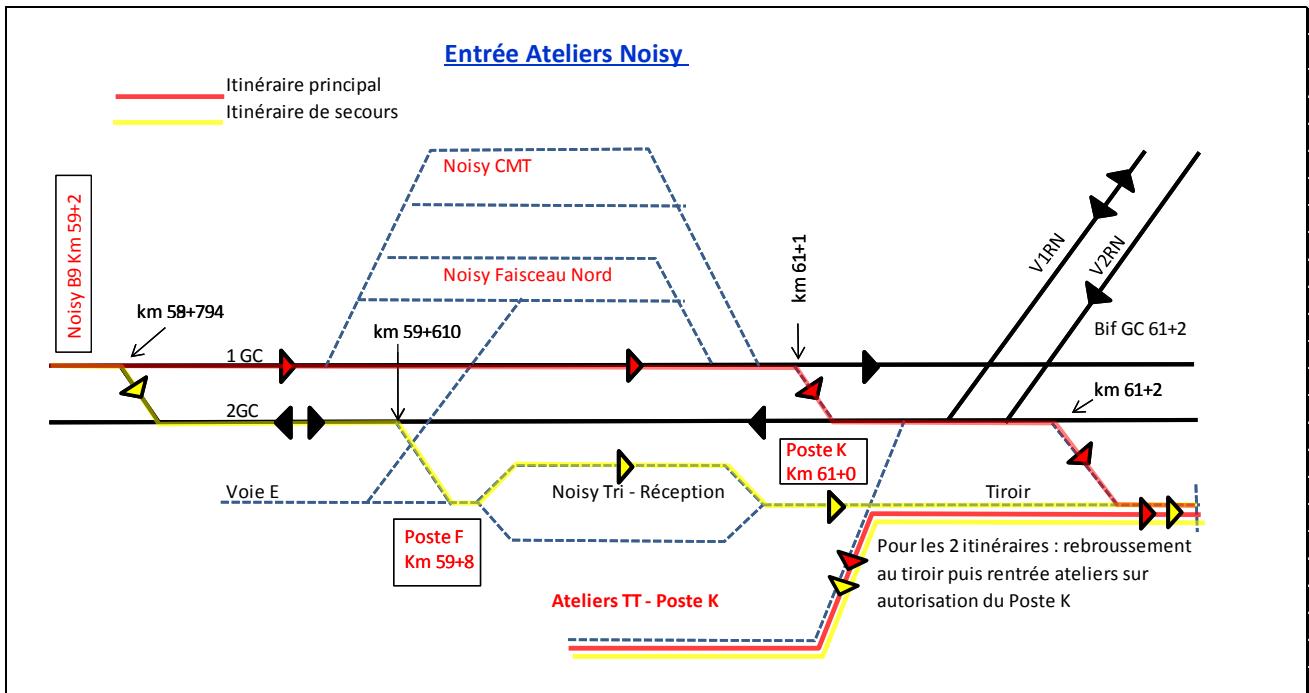 Entrée Ateliers Noisy
Itinéraire principal
Itinéraire de secours
Noisy B9 Km 59+2
km 58+794
Noisy CMT
Noisy Faisceau Nord
km 59+610
km 61+1
V1RN
V2RN
Bif GC 61+2
1 GC
km 61+2
2GC
Poste K
Km 61+0
Voie E
Noisy Tri - Réception
Tiroir
Poste F
Km 59+8
Pour les 2 itinéraires : rebroussement
au tiroir puis rentrée ateliers sur
autorisation du Poste K
Ateliers TT - Poste K